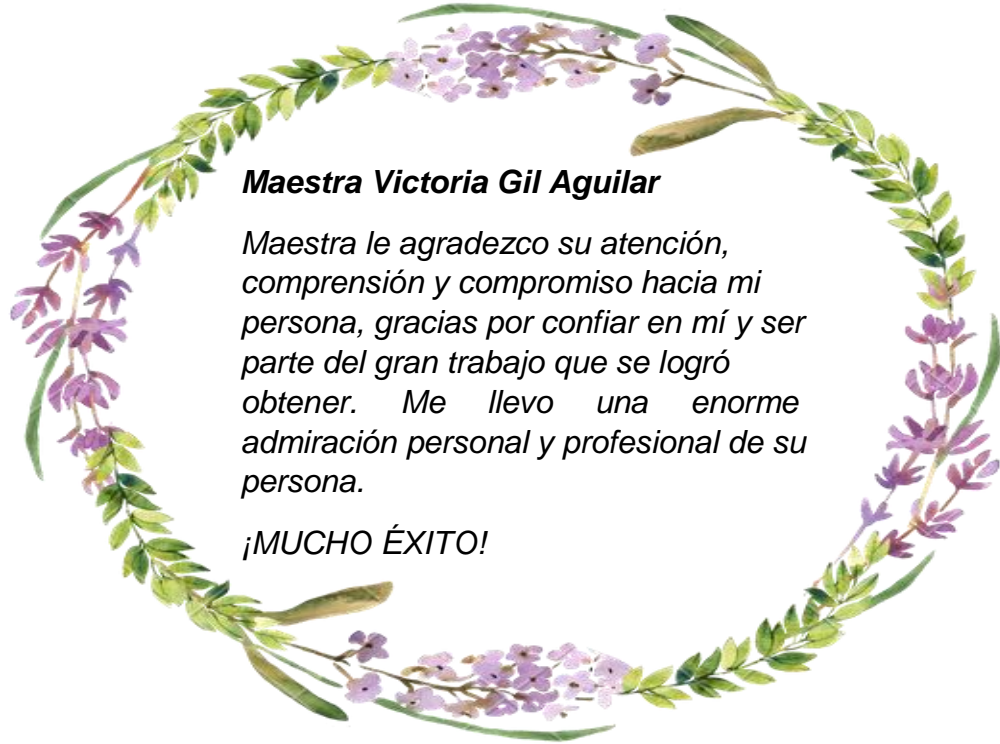 Maestra Victoria Gil Aguilar
Maestra le agradezco su atención,
comprensión y compromiso hacia mi
persona, gracias por confiar en mí y ser
parte del gran trabajo que se logró
obtener. Me llevo una enorme
admiración personal y profesional de su
persona.
¡MUCHO ÉXITO!